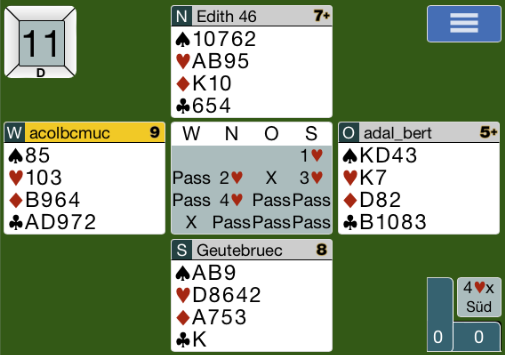 11
D
N Edith 46 7+
♠10762
♥AB95
♦K10
♣654
W acolbcmuc 9
♠85
♥103
♦B964
♣AD972
W N O S
1♥
Pass 2♥ X 3♥
Pass 4♥ Pass Pass
X Pass Pass Pass
O adal_bert 5+
♠KD43
♥K7
♦D82
♣B1083
S Geutebruec 8
♠AB9
♥D8642
♦A753
♣K
4♥x
Süd
0 0